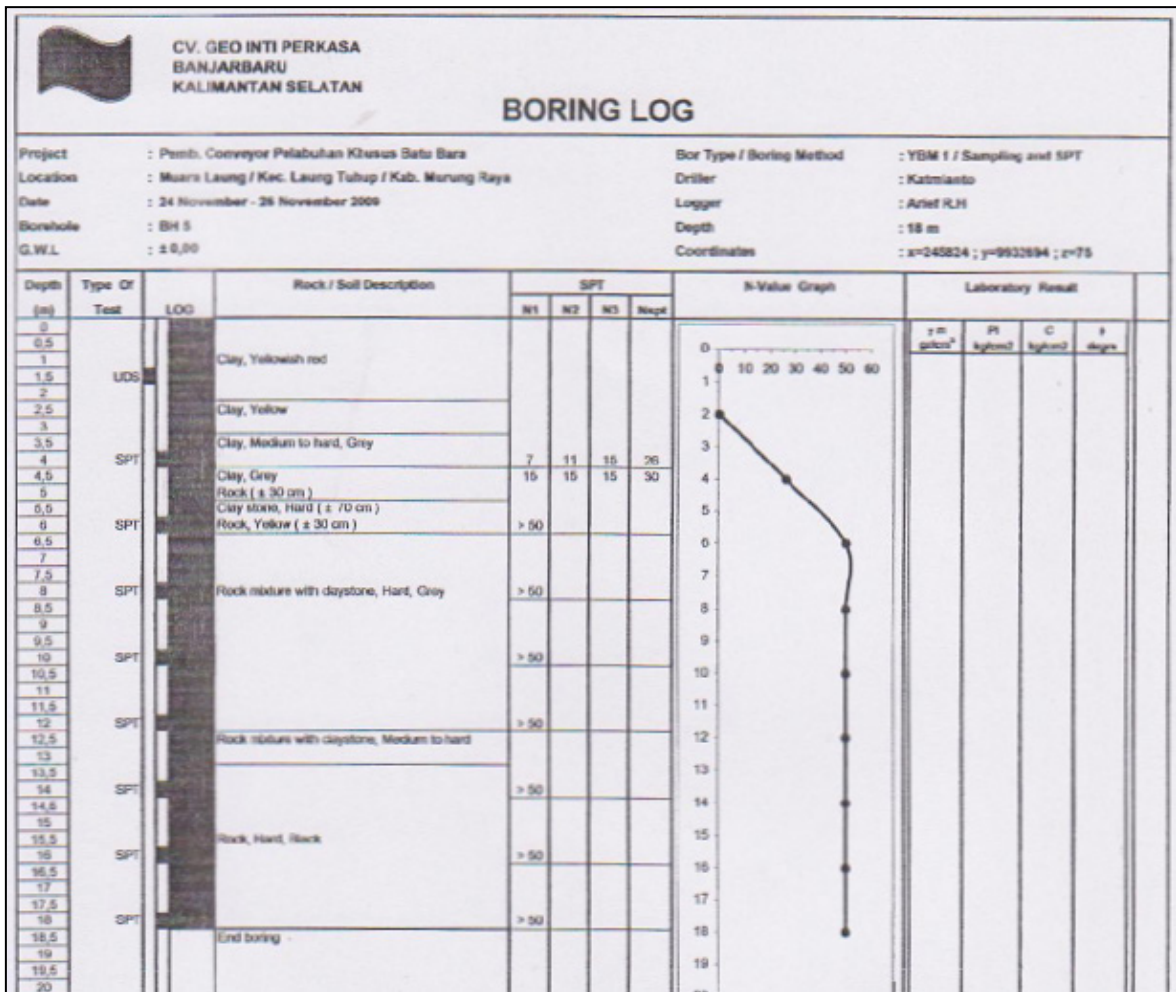 CV. GEO INTI PERKASA
BANJARBARU
KALIMANTAN SELATAN
BORING LOG
Project : Pemb. Conveyor Pelabuhan Khusus Batu Bara Bor Type / Boring Method : YBM 1 / Sampling and SPT
Location : Muara Laung / Kec. Laung Tuhup / Kab. Murung Raya Driller : Katmianto
Date : 24 November - 26 November 2009 Logger : Arief R.H
Borehole : BH 5 Depth : 18 m
G.W.L : ± 0,00 Coordinates : x=245824 ; y=9932694 ; z=75
Depth Type Of Rock / Soil Description SPT N-Value Graph Laboratory Result
(m) Test LOG N1 N2 N3 Nspt
0
0,5
1 Clay, Yellowish red
1,5 UDS
2
2,5 Clay, Yellow
3
3,5 Clay, Medium to hard, Grey
4 SPT 7 11 15 26
4,5 Clay, Grey 15 15 15 30
5 Rock ( ± 30 cm )
5,5 Clay stone, Hard ( ± 70 cm )
6 SPT Rock, Yellow ( ± 30 cm ) > 50
6,5
7
7,5
8 SPT Rock mixture with claystone, Hard, Grey > 50
8,5
9
9,5
10 SPT > 50
10,5
11
11,5
12 SPT > 50
12,5 Rock mixture with claystone, Medium to hard
13
13,5
14 SPT > 50
14,5
15
15,5 Rock, Hard, Black
16 SPT > 50
16,5
17
17,5
18 SPT > 50
18,5 End boring
19
19,5
20
0 10 20 30 40 50 60
0
1
2
3
4
5
6
7
8
9
10
11
12
13
14
15
16
17
18
19
γ m PI C
kg/cm2 kg/cm2